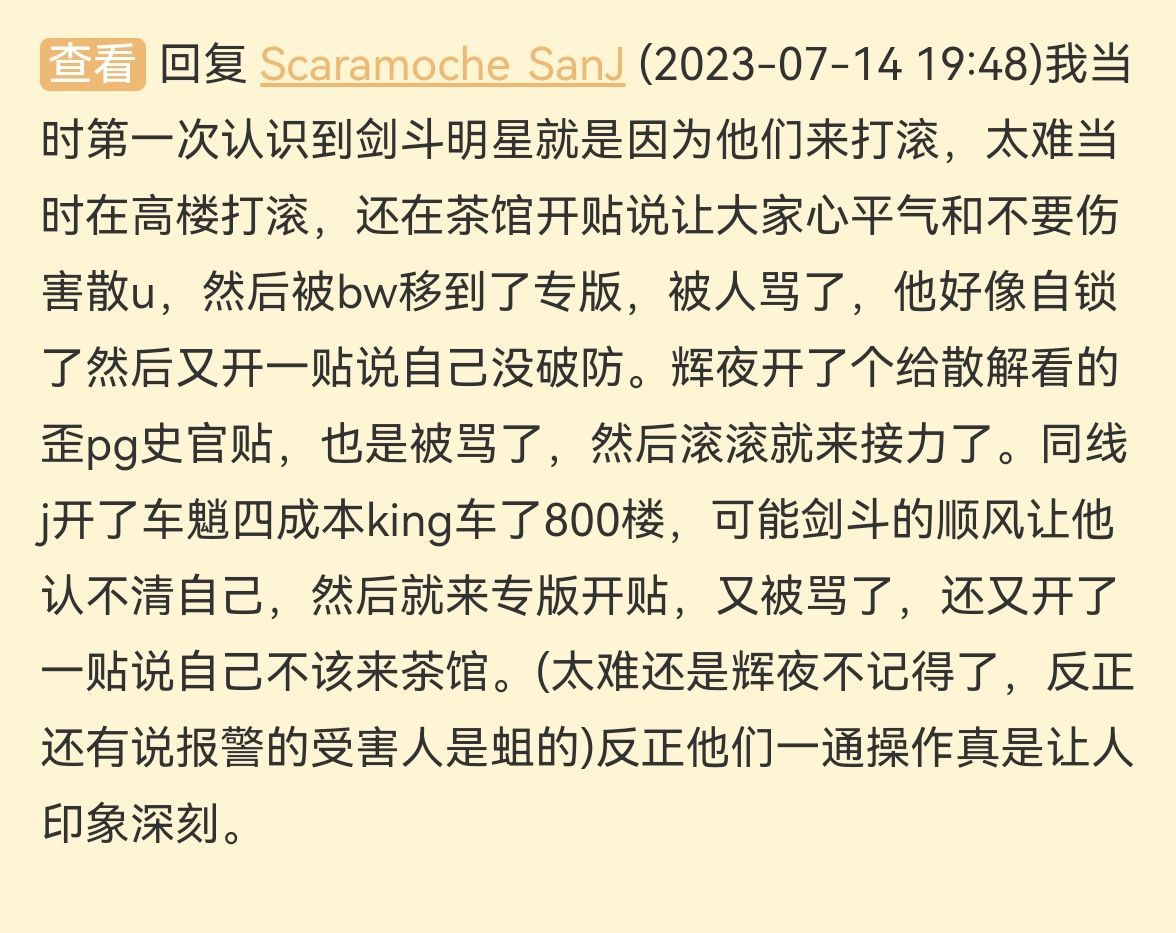 查看 回复 Scaramoche SanJ (2023-07-14 19:48)我当
时第一次认识到剑斗明星就是因为他们来打滚，太难当
时在高楼打滚，还在茶馆开贴说让大家心平气和不要伤
害散u，然后被bw移到了专版，被人骂了，他好像自锁
了然后又开一贴说自己没破防。辉夜开了个给散解看的
歪pg史官贴，也是被骂了，然后滚滚就来接力了。同线
j开了车魈四成本king车了800楼，可能剑斗的顺风让他
认不清自己，然后就来专版开贴，又被骂了，还又开了
一贴说自己不该来茶馆。(太难还是辉夜不记得了，反正
还有说报警的受害人是蛆的)反正他们一通操作真是让人
印象深刻。